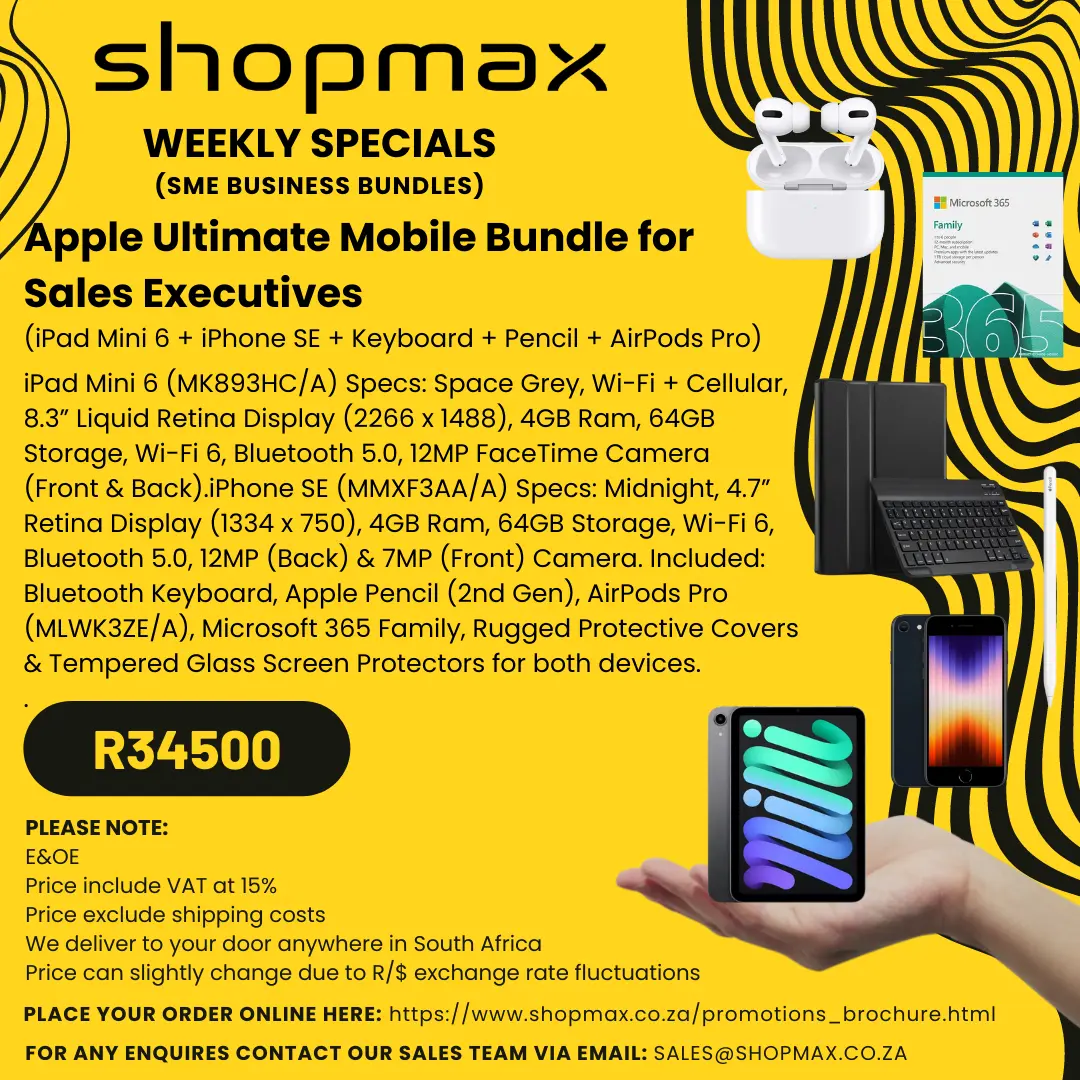 shopmax
WEEKLY SPECIALS
(SME BUSINESS BUNDLES)
Apple Ultimate Mobile Bundle for
Sales Executives
(iPad Mini 6 + iPhone SE + Keyboard + Pencil + AirPods Pro)
iPad Mini 6 (MK893HC/A) Specs: Space Grey, Wi-Fi + Cellular,
8.3” Liquid Retina Display (2266 x 1488), 4GB Ram, 64GB
Storage, Wi-Fi 6, Bluetooth 5.0, 12MP FaceTime Camera
(Front & Back).iPhone SE (MMXF3AA/A) Specs: Midnight, 4.7”
Retina Display (1334 x 750), 4GB Ram, 64GB Storage, Wi-Fi 6,
Bluetooth 5.0, 12MP (Back) & 7MP (Front) Camera. Included:
Bluetooth Keyboard, Apple Pencil (2nd Gen), AirPods Pro
(MLWK3ZE/A), Microsoft 365 Family, Rugged Protective Covers
& Tempered Glass Screen Protectors for both devices.
.
R34500
PLEASE NOTE:
E&OE
Price include VAT at 15%
Price exclude shipping costs
We deliver to your door anywhere in South Africa
Price can slightly change due to R/$ exchange rate fluctuations
PLACE YOUR ORDER ONLINE HERE: https://www.shopmax.co.za/promotions_brochure.html
FOR ANY ENQUIRES CONTACT OUR SALES TEAM VIA EMAIL: SALES@SHOPMAX.CO.ZA
Microsoft 365
Family
365